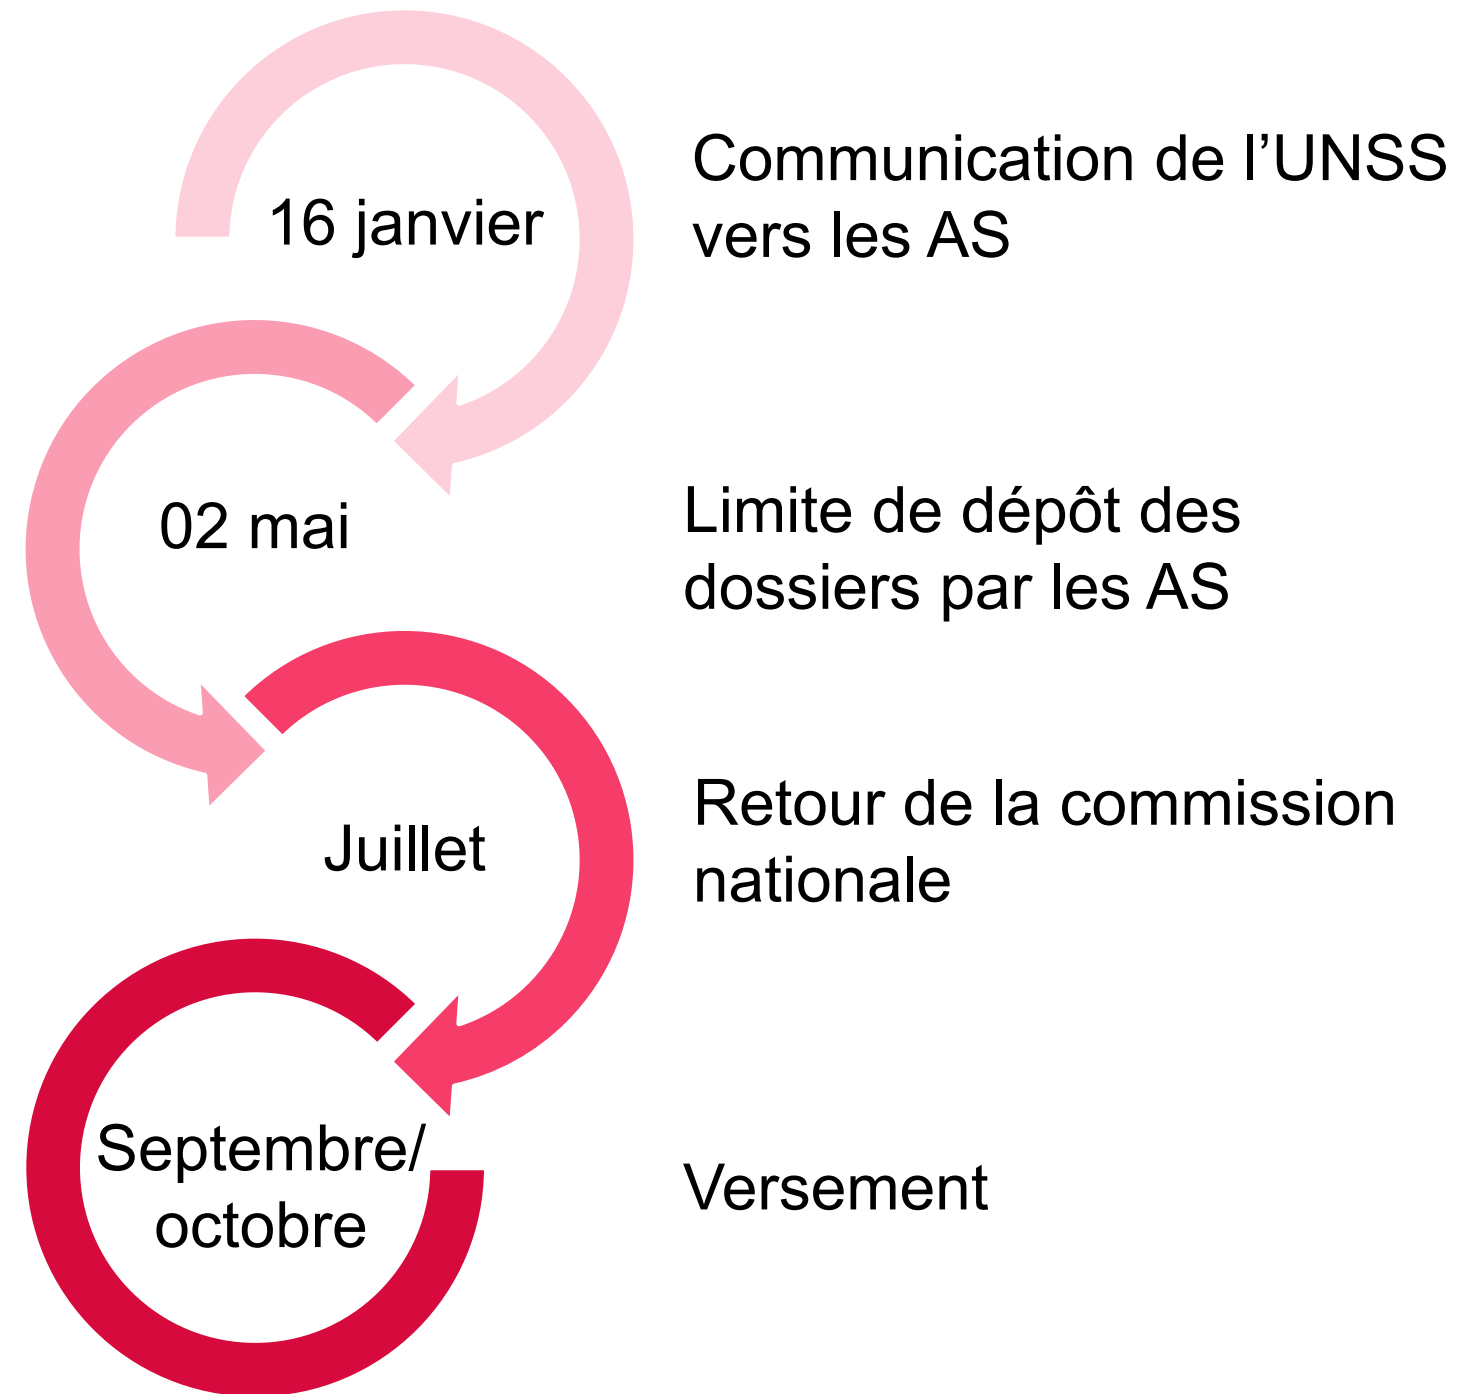 16 janvier
Communication de l’UNSS
vers les AS
02 mai
Limite de dépôt des
dossiers par les AS
Juillet
Retour de la commission
nationale
Septembre/
octobre
Versement